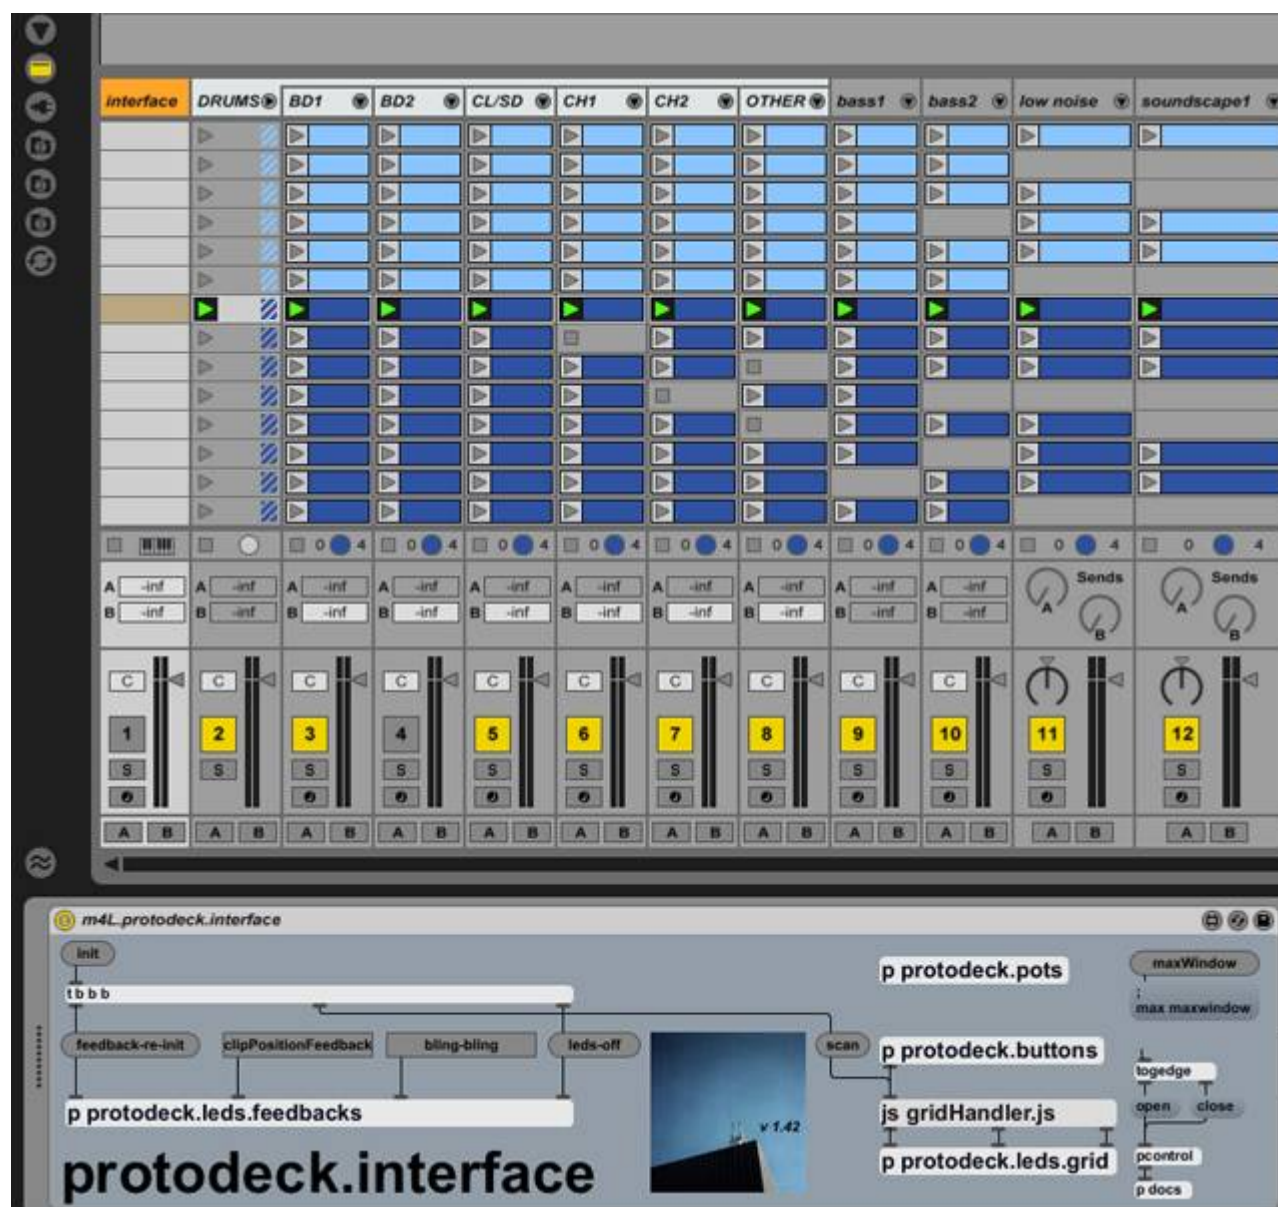 interface DRUMS BD1 BD2 CL/SD CH1 CH2 OTHER bass1 bass2 low noise soundscape1
0 4 0 4 0 4 0 4 0 4 0 4 0 4 0 4 0 4 0 4
A -inf A -inf A -inf A -inf A -inf A -inf A -inf A -inf A -inf A -inf Sends Sends
B -inf B -inf B -inf B -inf B -inf B -inf B -inf B -inf B -inf B -inf A B A B
C C C C C C C C C C
1 2 3 4 5 6 7 8 9 10 11 12
S S S S S S S S S S S S
A B A B A B A B A B A B A B A B A B A B A B A B
m4L.protodeck.interface
init
t b b b
feedback-re-init clipPositionFeedback bling-bling leds-off scan
p protodeck.leds.feedbacks
protodeck.interface
v 1.42
p protodeck.pots
p protodeck.buttons
js gridHandler.js
p protodeck.leds.grid
maxWindow
;
max maxwindow
togedge
open close
pcontrol
p docs